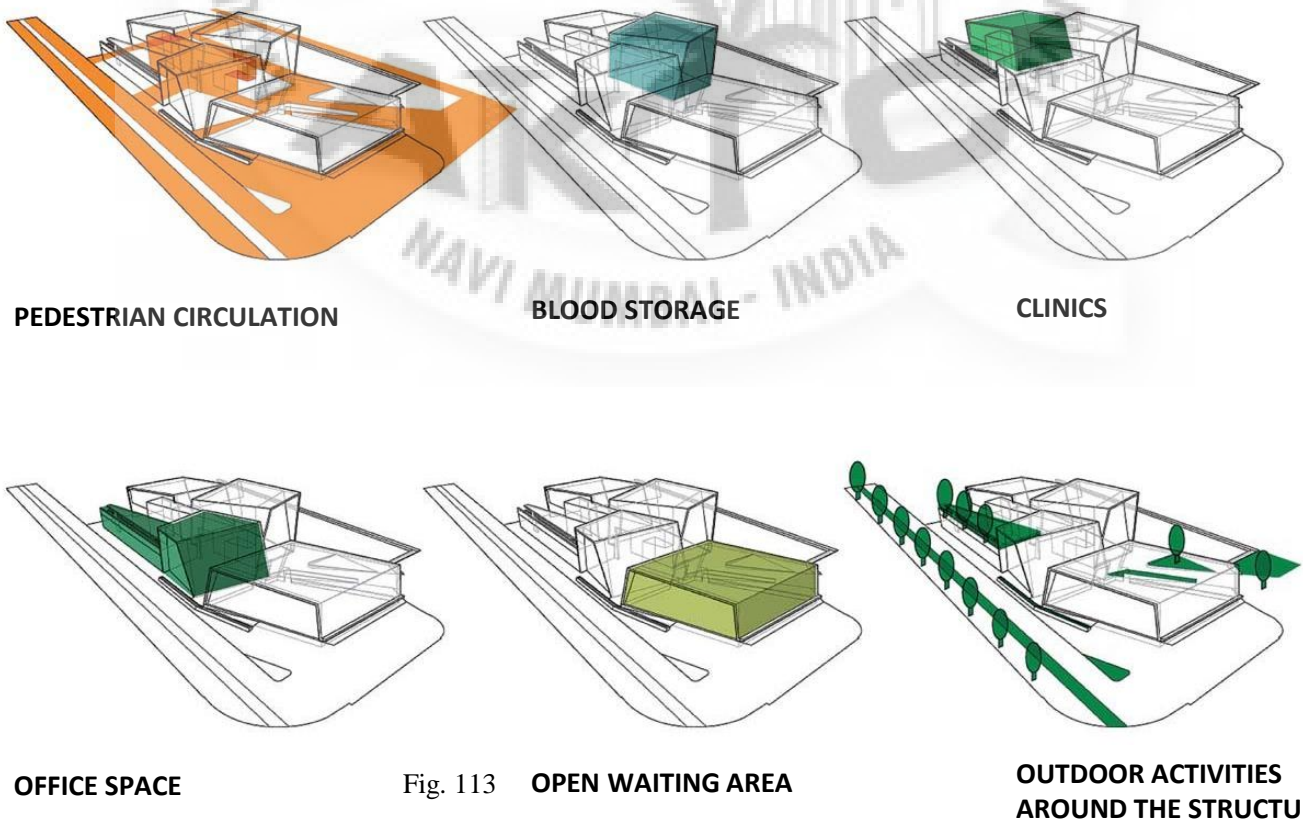 NAVI MUMBAI - INDIA
PEDESTRIAN CIRCULATION
BLOOD STORAGE
CLINICS
OFFICE SPACE
Fig. 113
OPEN WAITING AREA
OUTDOOR ACTIVITIES
AROUND THE STRUCTU